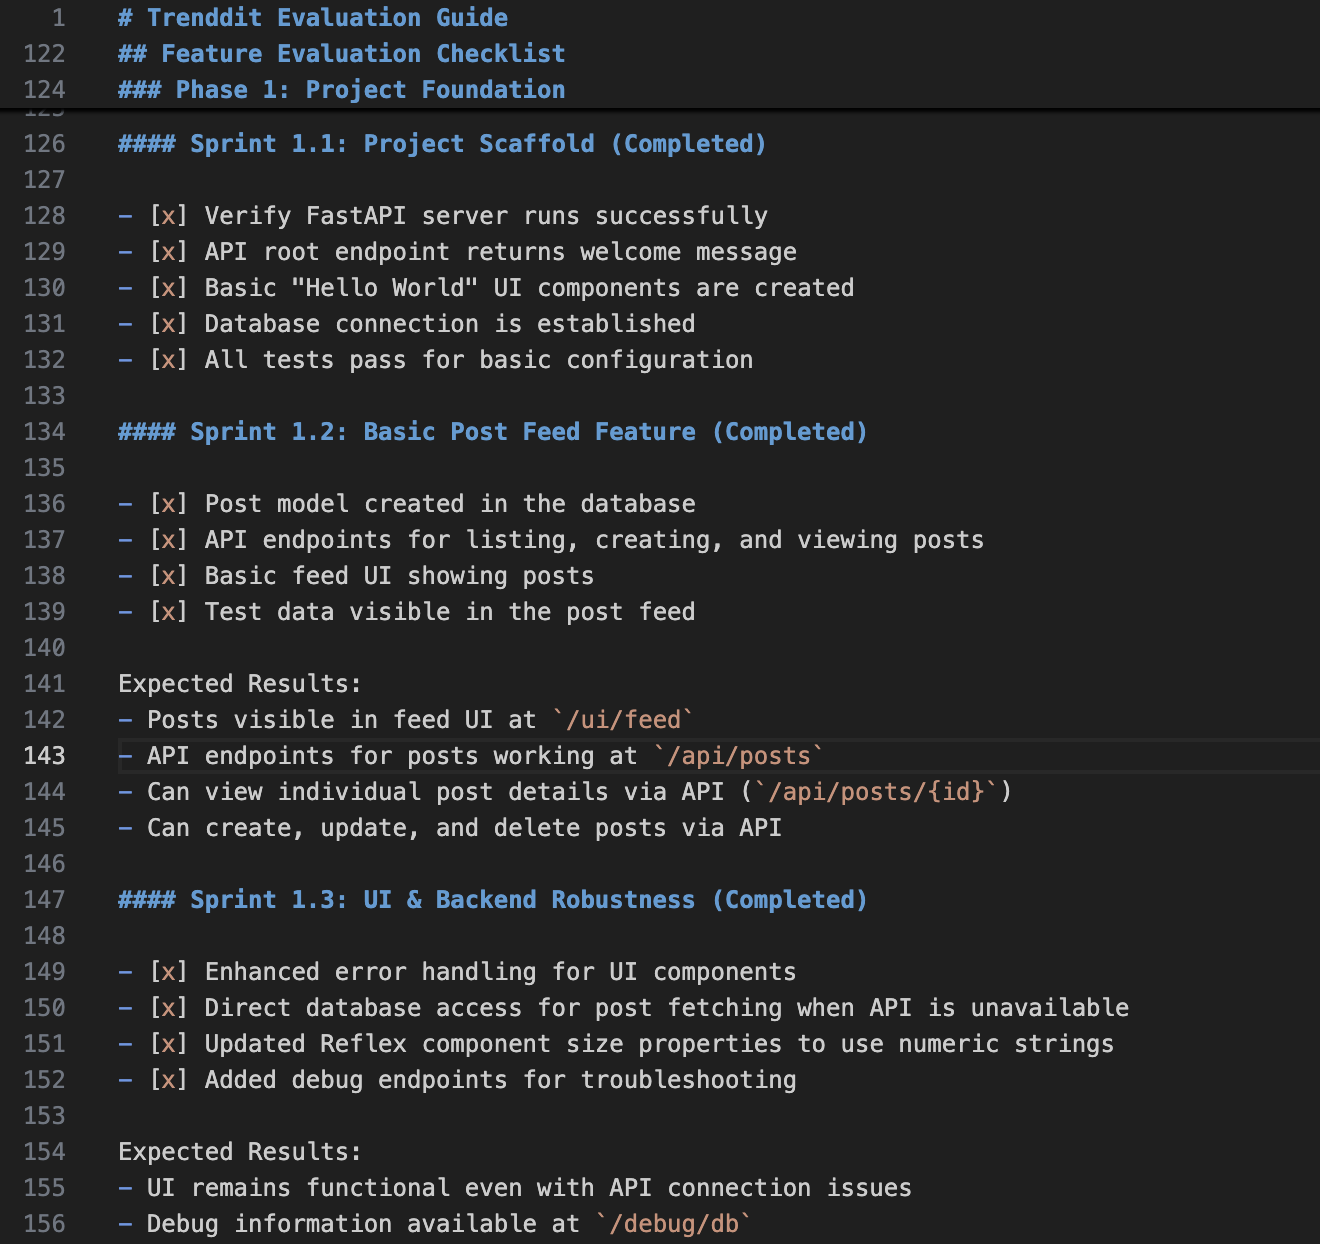 1 # Trenddit Evaluation Guide
122 ## Feature Evaluation Checklist
124 ### Phase 1: Project Foundation
125
126 #### Sprint 1.1: Project Scaffold (Completed)
127
128 - [x] Verify FastAPI server runs successfully
129 - [x] API root endpoint returns welcome message
130 - [x] Basic "Hello World" UI components are created
131 - [x] Database connection is established
132 - [x] All tests pass for basic configuration
133
134 #### Sprint 1.2: Basic Post Feed Feature (Completed)
135
136 - [x] Post model created in the database
137 - [x] API endpoints for listing, creating, and viewing posts
138 - [x] Basic feed UI showing posts
139 - [x] Test data visible in the post feed
140
141 Expected Results:
142 - Posts visible in feed UI at `/ui/feed`
143 - API endpoints for posts working at `/api/posts`
144 - Can view individual post details via API (`/api/posts/{id}`)
145 - Can create, update, and delete posts via API
146
147 #### Sprint 1.3: UI & Backend Robustness (Completed)
148
149 - [x] Enhanced error handling for UI components
150 - [x] Direct database access for post fetching when API is unavailable
151 - [x] Updated Reflex component size properties to use numeric strings
152 - [x] Added debug endpoints for troubleshooting
153
154 Expected Results:
155 - UI remains functional even with API connection issues
156 - Debug information available at `/debug/db`